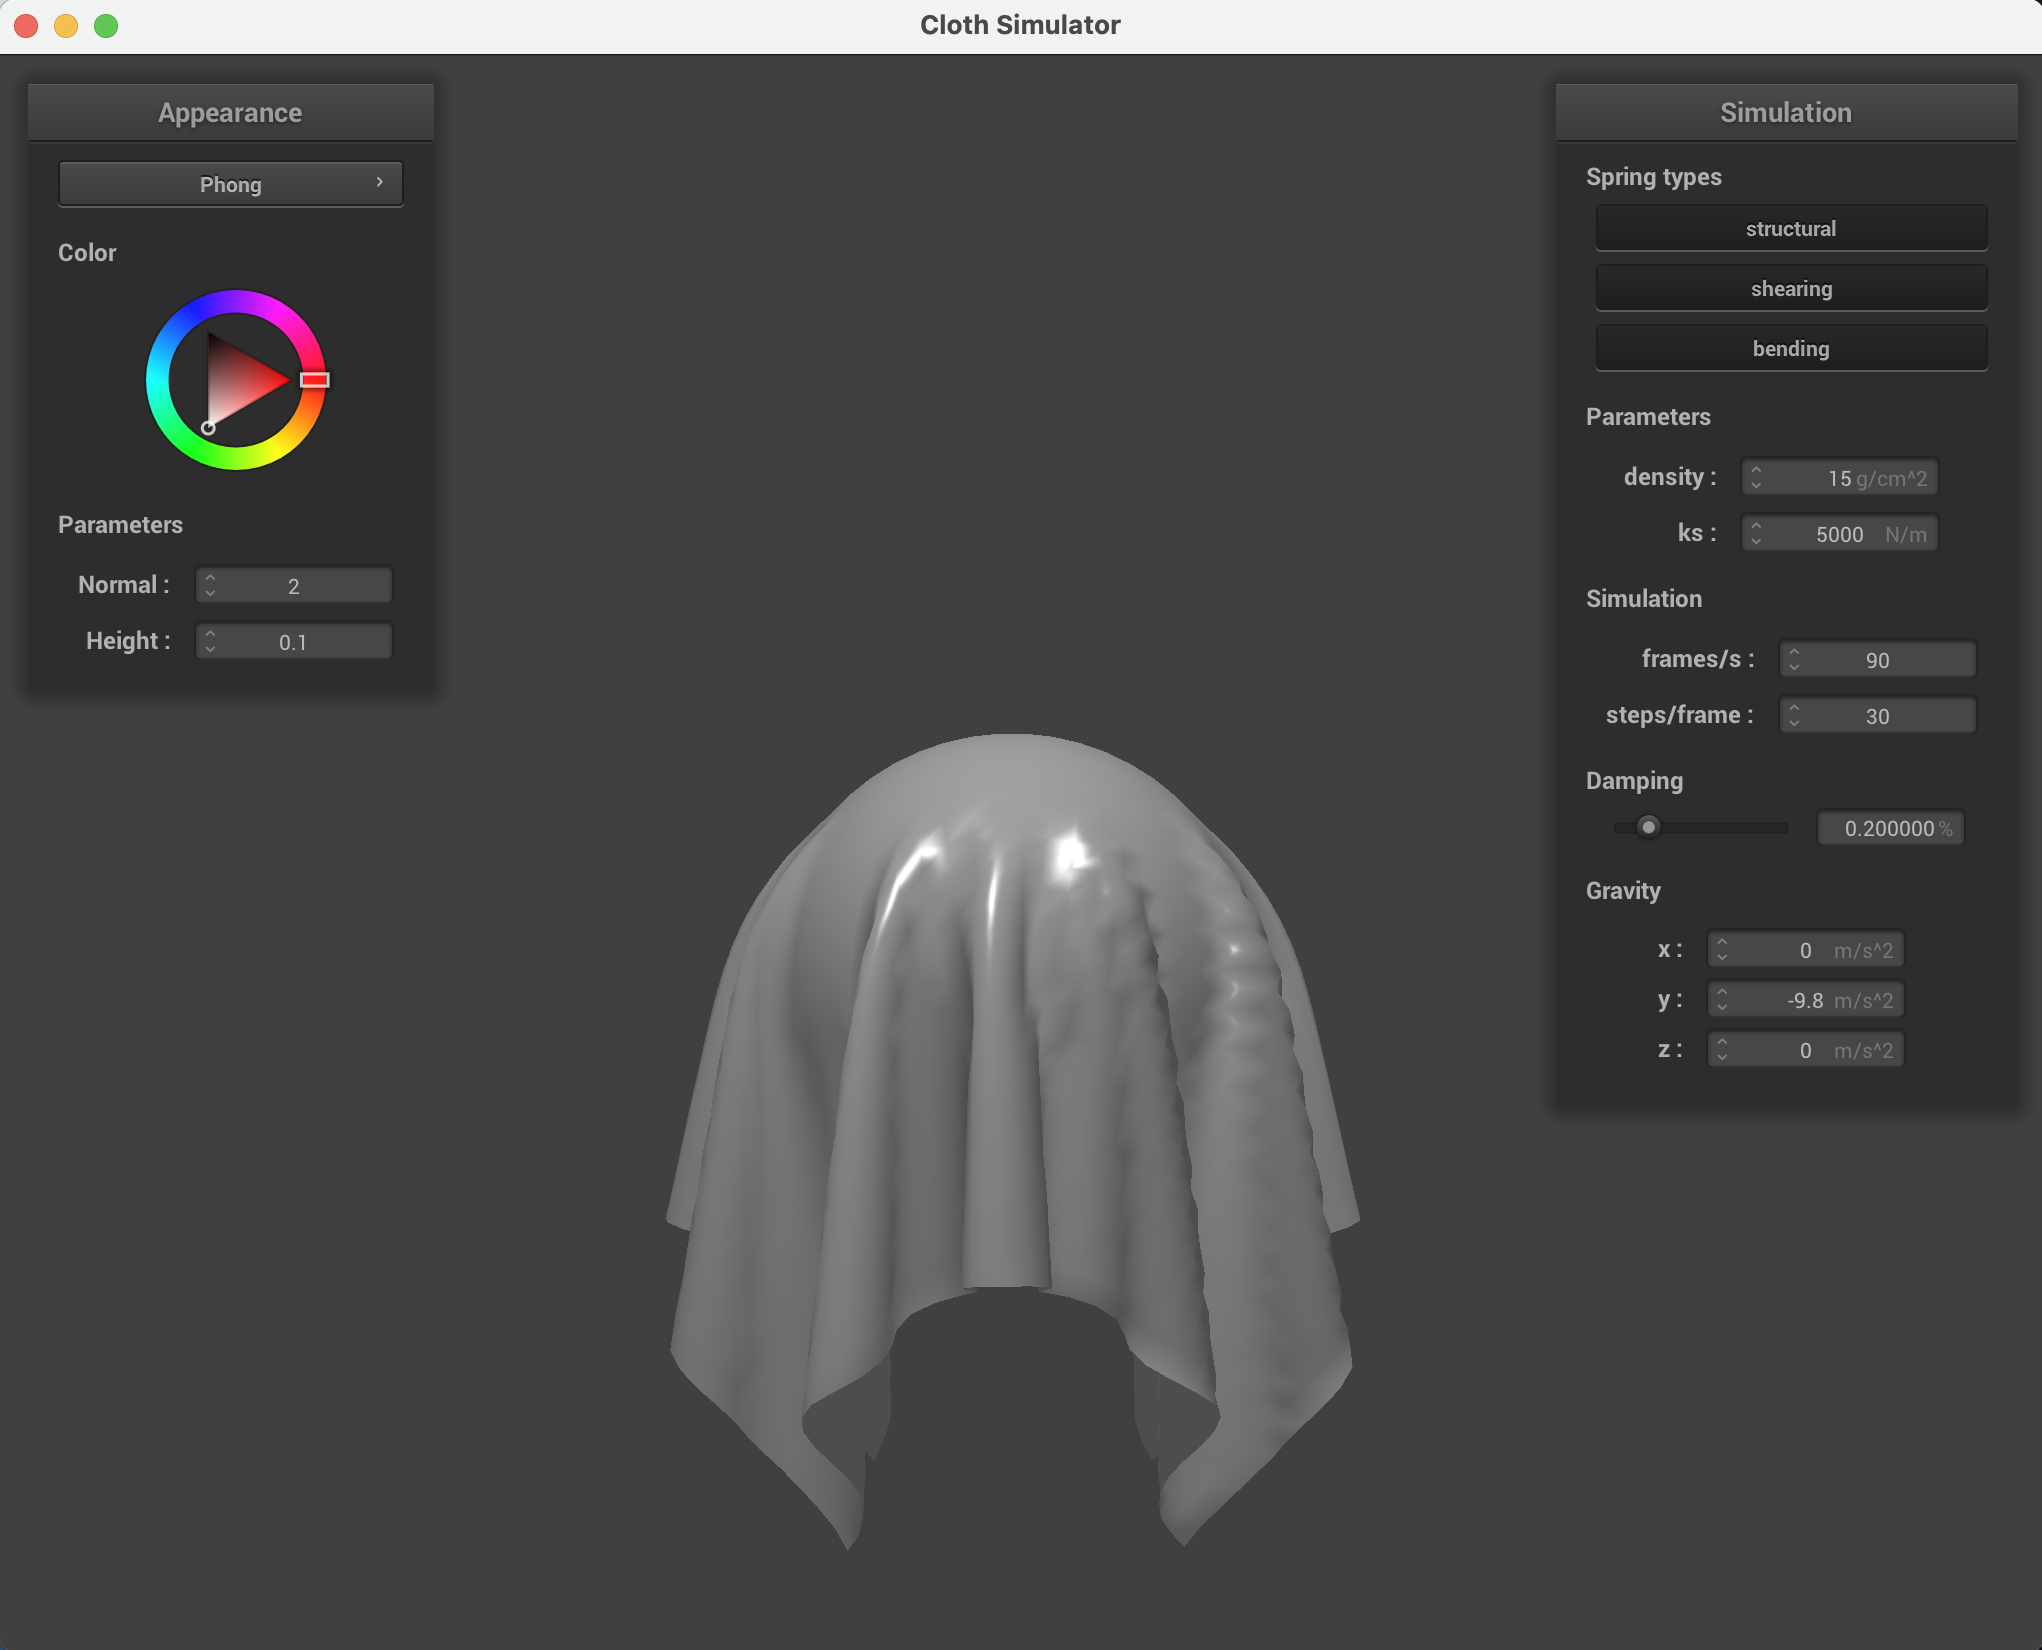 Cloth Simulator
Appearance
Phong
Color
Parameters
Normal : 2
Height : 0.1
Simulation
Spring types
structural
shearing
bending
Parameters
density : 15 g/cm^2
ks : 5000 N/m
Simulation
frames/s : 90
steps/frame : 30
Damping
0.200000 %
Gravity
x : 0 m/s^2
y : -9.8 m/s^2
z : 0 m/s^2